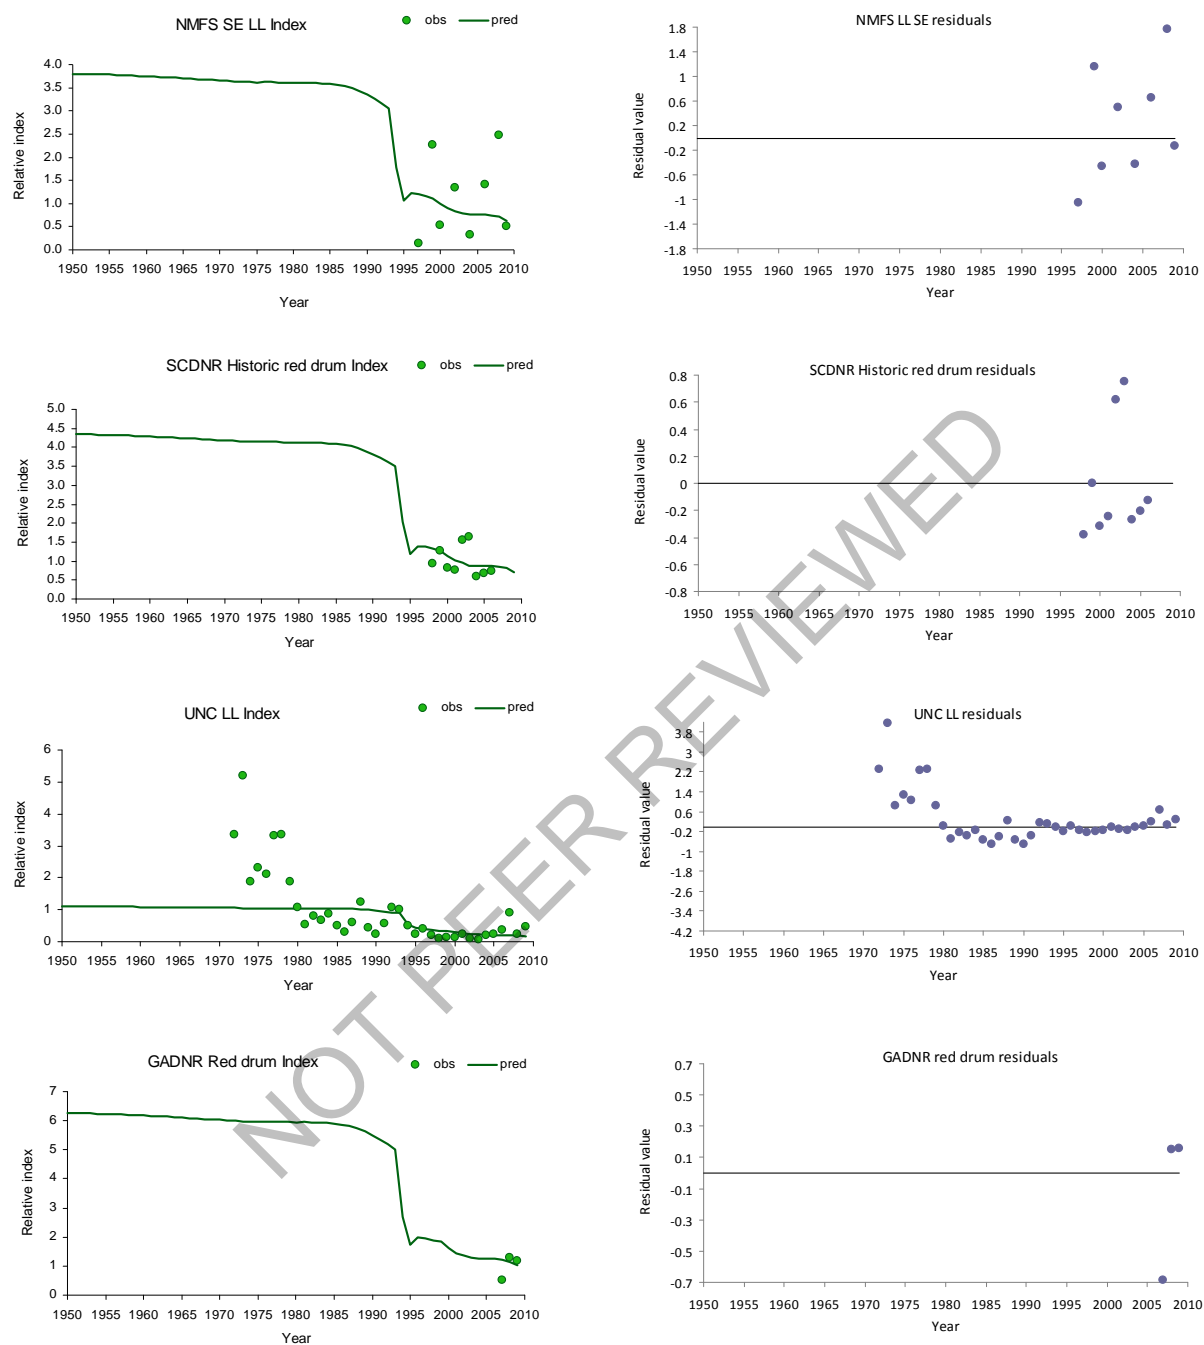 NMFS SE LL Index
obs pred
Relative index
4.0
3.5
3.0
2.5
2.0
1.5
1.0
0.5
0.0
1950 1955 1960 1965 1970 1975 1980 1985 1990 1995 2000 2005 2010
Year
NMFS LL SE residuals
Residual value
1.8
1.4
1
0.6
0.2
-0.2
-0.6
-1
-1.4
-1.8
1950 1955 1960 1965 1970 1975 1980 1985 1990 1995 2000 2005 2010
Year
SCDNR Historic red drum Index
obs pred
Relative index
5.0
4.5
4.0
3.5
3.0
2.5
2.0
1.5
1.0
0.5
0.0
1950 1955 1960 1965 1970 1975 1980 1985 1990 1995 2000 2005 2010
Year
SCDNR Historic red drum residuals
Residual value
0.8
0.6
0.4
0.2
0
-0.2
-0.4
-0.6
-0.8
1950 1955 1960 1965 1970 1975 1980 1985 1990 1995 2000 2005 2010
Year
UNC LL Index
obs pred
Relative index
6
5
4
3
2
1
0
1950 1955 1960 1965 1970 1975 1980 1985 1990 1995 2000 2005 2010
Year
UNC LL residuals
Residual value
3.8
3
2.2
1.4
0.6
-0.2
-1
-1.8
-2.6
-3.4
-4.2
1950 1955 1960 1965 1970 1975 1980 1985 1990 1995 2000 2005 2010
Year
GADNR Red drum Index
obs pred
Relative index
7
6
5
4
3
2
1
0
1950 1955 1960 1965 1970 1975 1980 1985 1990 1995 2000 2005 2010
Year
GADNR red drum residuals
Residual value
0.7
0.5
0.3
0.1
-0.1
-0.3
-0.5
-0.7
1950 1955 1960 1965 1970 1975 1980 1985 1990 1995 2000 2005 2010
Year
NOT PEER REVIEWED